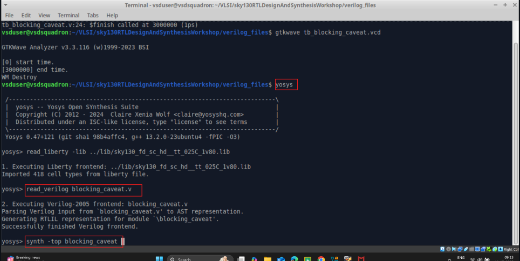 Terminal - vsduser@vsdsquadron: ~/VLSI/sky130RTLDesignAndSynthesisWorkshop/verilog_files
File Edit View Terminal Tabs Help
tb_blocking_caveat.v:24: $finish called at 3000000 (1ps)
vsduser@vsdsquadron:~/VLSI/sky130RTLDesignAndSynthesisWorkshop/verilog_files$ gtkwave tb_blocking_caveat.vcd
GTKWave Analyzer v3.3.116 (w)1999-2023 BSI
[0] start time.
[3000000] end time.
WM Destroy
vsduser@vsdsquadron:~/VLSI/sky130RTLDesignAndSynthesisWorkshop/verilog_files$ yosys
/----------------------------------------------------------------------------\
| yosys -- Yosys Open SYnthesis Suite |
| Copyright (C) 2012 - 2024 Claire Xenia Wolf <claire@yosyshq.com> |
| Distributed under an ISC-like license, type "license" to see terms |
\----------------------------------------------------------------------------/
Yosys 0.47+121 (git sha1 98b4affc4, g++ 13.2.0-23ubuntu4 -fPIC -O3)
yosys> read_liberty -lib ../lib/sky130_fd_sc_hd__tt_025C_1v80.lib
1. Executing Liberty frontend: ../lib/sky130_fd_sc_hd__tt_025C_1v80.lib
Imported 418 cell types from liberty file.
yosys> read_verilog blocking_caveat.v
2. Executing Verilog-2005 frontend: blocking_caveat.v
Parsing Verilog input from `blocking_caveat.v' to AST representation.
Generating RTLIL representation for module `\blocking_caveat'.
Successfully finished Verilog frontend.
yosys> synth -top blocking_caveat
Search